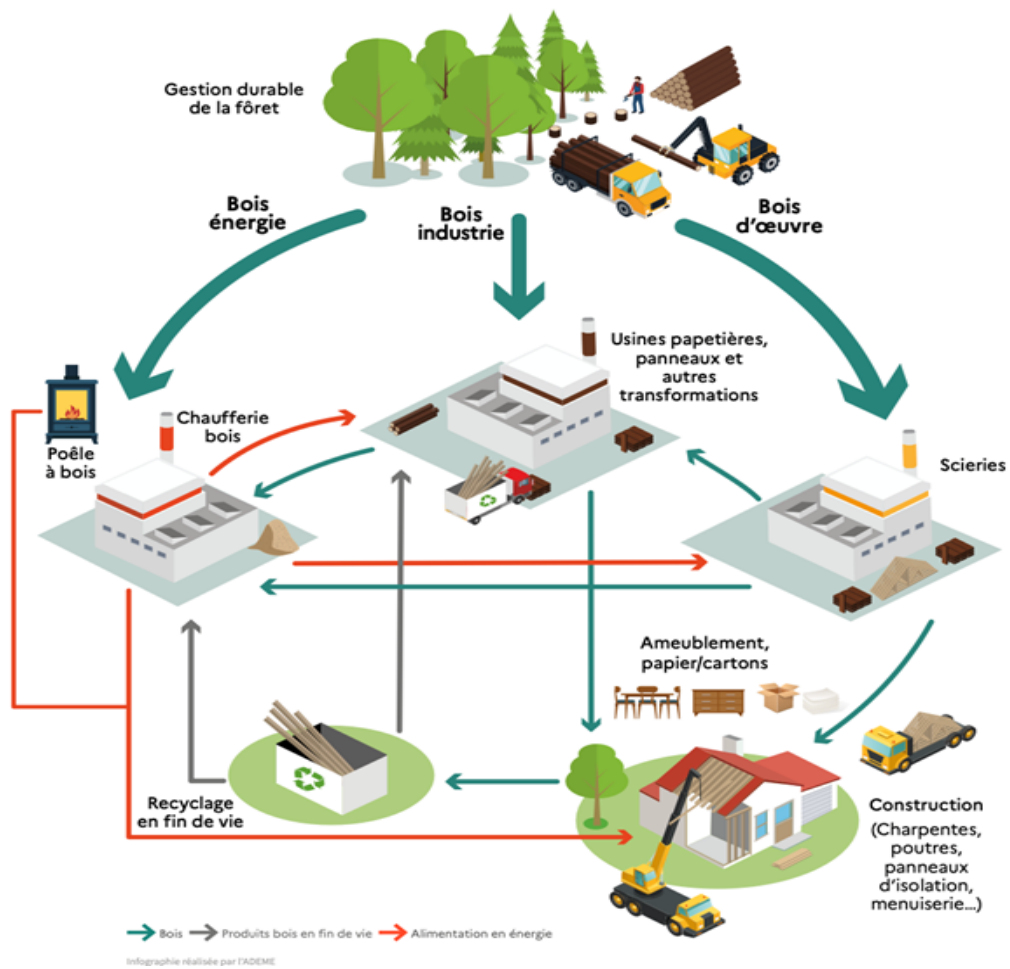 Gestion durable
de la fôret
Bois
énergie
Bois
industrie
Bois
d'œuvre
Usines papetières,
panneaux et
autres
transformations
Chaufferie
bois
Poêle
à bois
Scieries
Ameublement,
papier/cartons
Recyclage
en fin de vie
Construction
(Charpentes,
poutres,
panneaux
d'isolation,
menuiserie...)
Bois
Produits bois en fin de vie
Alimentation en énergie
Infographie réalisée par l'ADEME